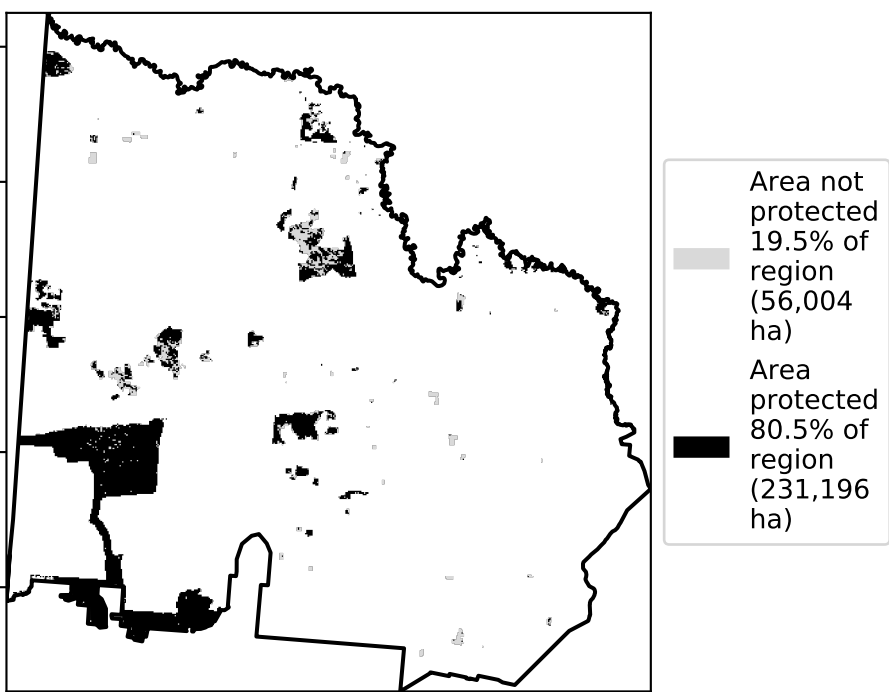 Area not
protected
19.5% of
region
(56,004
ha)
Area
protected
80.5% of
region
(231,196
ha)